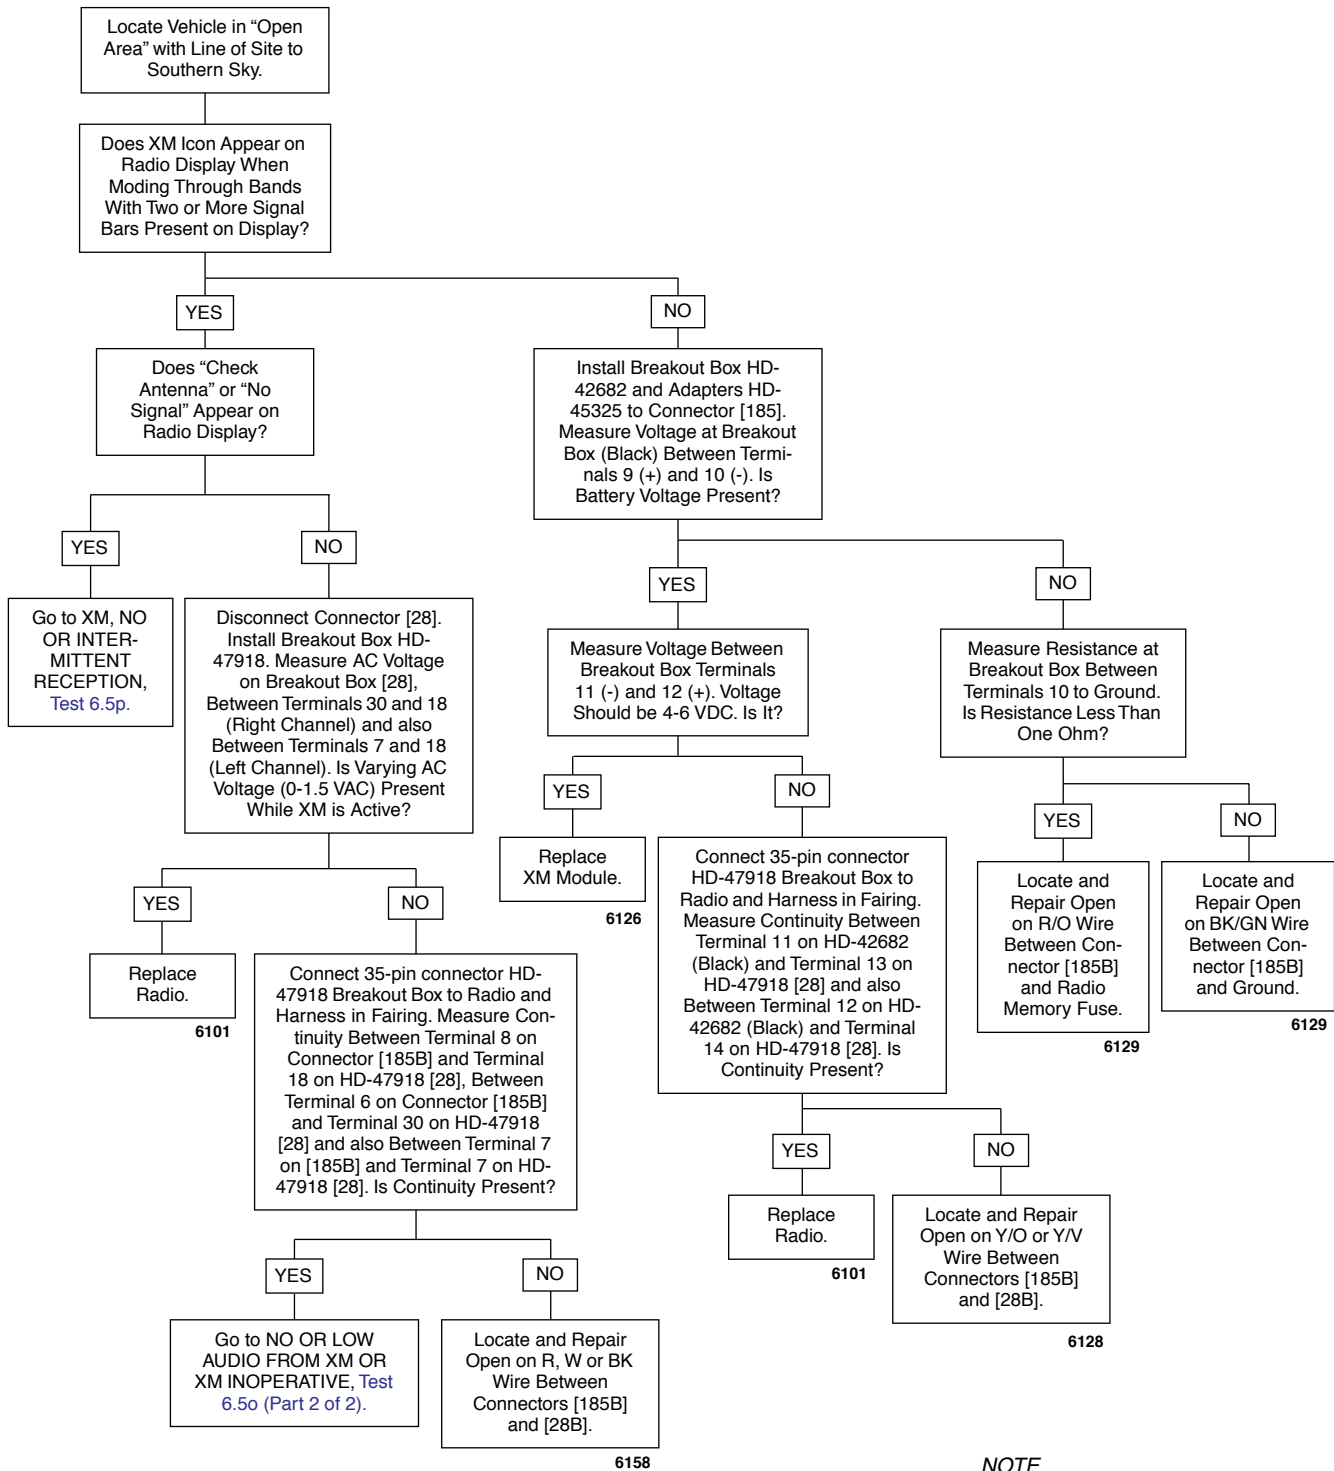 Locate Vehicle in “Open
Area” with Line of Site to
Southern Sky.
Does XM Icon Appear on
Radio Display When
Moding Through Bands
With Two or More Signal
Bars Present on Display?
YES
NO
Does “Check
Antenna” or “No
Signal” Appear on
Radio Display?
Install Breakout Box HD-
42682 and Adapters HD-
45325 to Connector [185].
Measure Voltage at Breakout
Box (Black) Between Termi-
nals 9 (+) and 10 (-). Is
Battery Voltage Present?
YES
NO
YES
NO
Go to XM, NO
OR INTER-
MITTENT
RECEPTION,
Test 6.5p.
Disconnect Connector [28].
Install Breakout Box HD-
47918. Measure AC Voltage
on Breakout Box [28],
Between Terminals 30 and 18
(Right Channel) and also
Between Terminals 7 and 18
(Left Channel). Is Varying AC
Voltage (0-1.5 VAC) Present
While XM is Active?
Measure Voltage Between
Breakout Box Terminals
11 (-) and 12 (+). Voltage
Should be 4-6 VDC. Is It?
Measure Resistance at
Breakout Box Between
Terminals 10 to Ground.
Is Resistance Less Than
One Ohm?
YES
NO
YES
NO
YES
NO
Replace
Radio.
6101
Connect 35-pin connector HD-
47918 Breakout Box to Radio and
Harness in Fairing. Measure Con-
tinuity Between Terminal 8 on
Connector [185B] and Terminal
18 on HD-47918 [28], Between
Terminal 6 on Connector [185B]
and Terminal 30 on HD-47918
[28] and also Between Terminal 7
on [185B] and Terminal 7 on HD-
47918 [28]. Is Continuity Present?
Replace
XM Module.
6126
Connect 35-pin connector
HD-47918 Breakout Box to
Radio and Harness in Fairing.
Measure Continuity Between
Terminal 11 on HD-42682
(Black) and Terminal 13 on
HD-47918 [28] and also
Between Terminal 12 on HD-
42682 (Black) and Terminal
14 on HD-47918 [28]. Is
Continuity Present?
Locate and
Repair Open
on R/O Wire
Between Con-
nector [185B]
and Radio
Memory Fuse.
6129
Locate and
Repair Open
on BK/GN Wire
Between Con-
nector [185B]
and Ground.
6129
YES
NO
YES
NO
Go to NO OR LOW
AUDIO FROM XM OR
XM INOPERATIVE, Test
6.5o (Part 2 of 2).
Locate and Repair
Open on R, W or BK
Wire Between
Connectors [185B]
and [28B].
6158
Replace
Radio.
6101
Locate and Repair
Open on Y/O or Y/V
Wire Between
Connectors [185B]
and [28B].
6128
NOTE